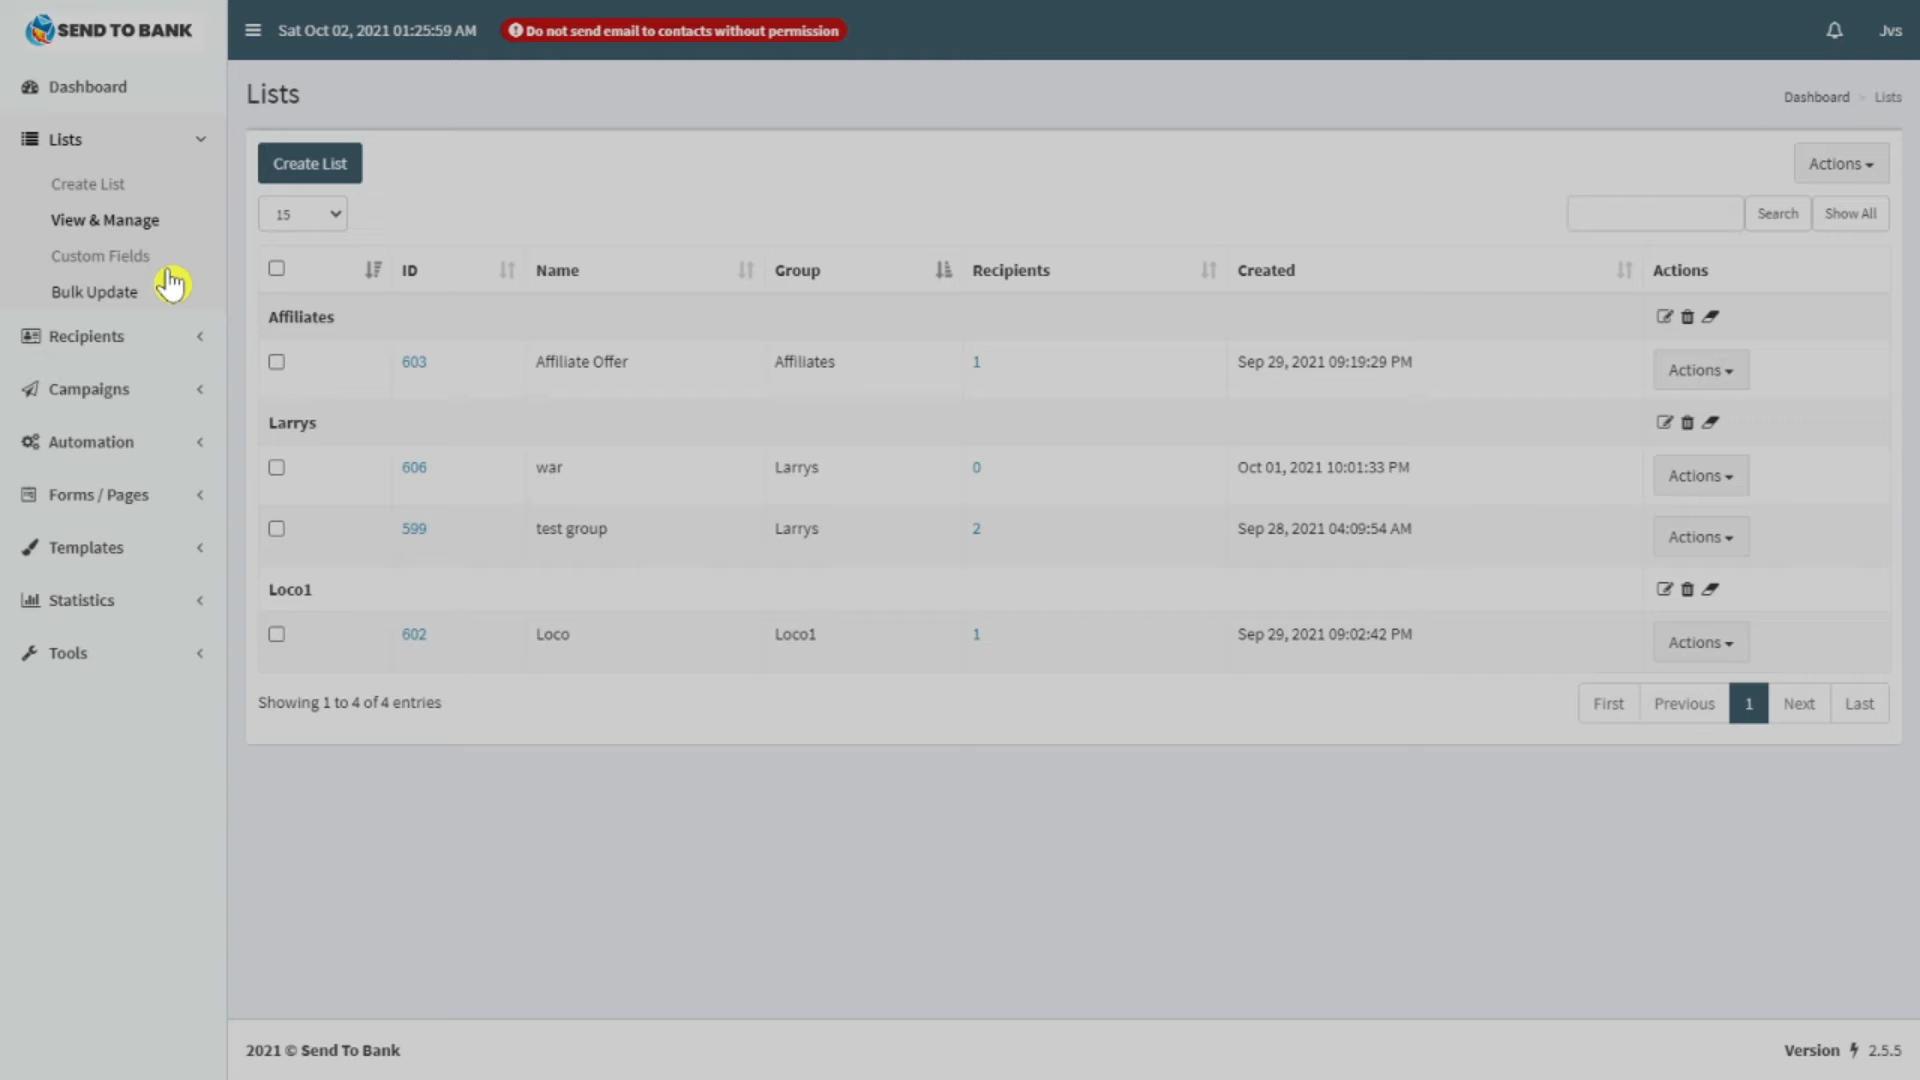 SEND TO BANK
Sat Oct 02, 2021 01:25:59 AM
Do not send email to contacts without permission
Jvs
Dashboard
Lists
Create List
View & Manage
Custom Fields
Bulk Update
Recipients
Campaigns
Automation
Forms / Pages
Templates
Statistics
Tools
Lists
Dashboard > Lists
Create List
Actions
15
Search Show All
ID Name Group Recipients Created Actions
Affiliates
603 Affiliate Offer Affiliates 1 Sep 29, 2021 09:19:29 PM Actions
Larrys
606 war Larrys 0 Oct 01, 2021 10:01:33 PM Actions
599 test group Larrys 2 Sep 28, 2021 04:09:54 AM Actions
Loco1
602 Loco Loco1 1 Sep 29, 2021 09:02:42 PM Actions
Showing 1 to 4 of 4 entries
First Previous 1 Next Last
2021 © Send To Bank
Version 2.5.5